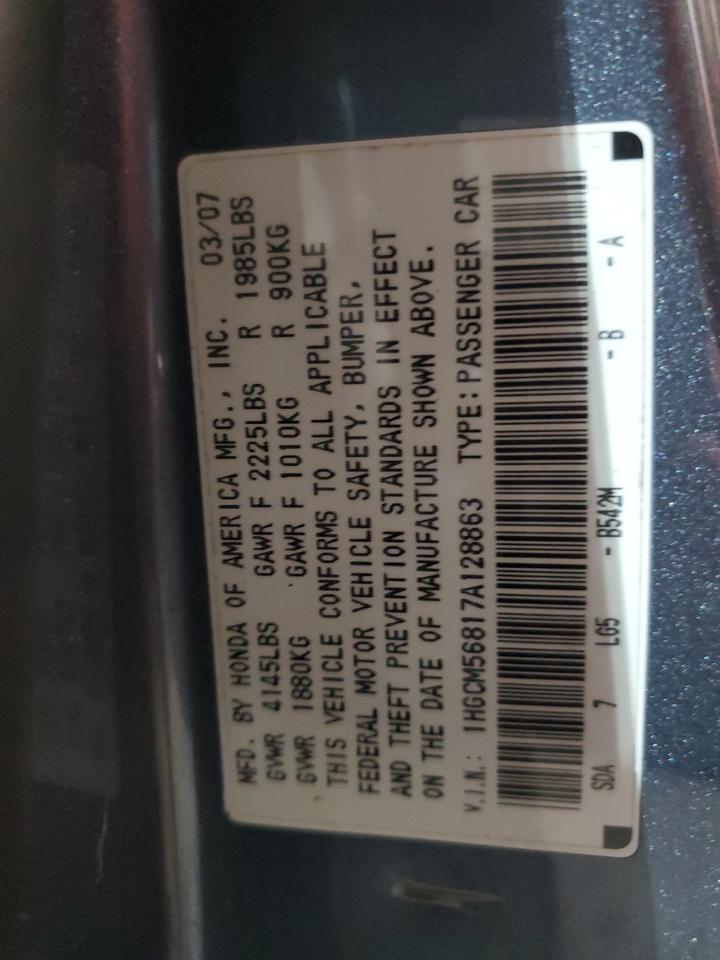 MFD. BY HONDA OF AMERICA MFG., INC. 03/07
GVWR 4145LBS GAWR F 2225LBS R 1985LBS
GVWR 1880KG GAWR F 1010KG R 900KG
THIS VEHICLE CONFORMS TO ALL APPLICABLE
FEDERAL MOTOR VEHICLE SAFETY, BUMPER,
AND THEFT PREVENTION STANDARDS IN EFFECT
ON THE DATE OF MANUFACTURE SHOWN ABOVE.
V.I.N.: 1HGCM56817A128863 TYPE: PASSENGER CAR
SDA 7 LG5 - B542M - B - A